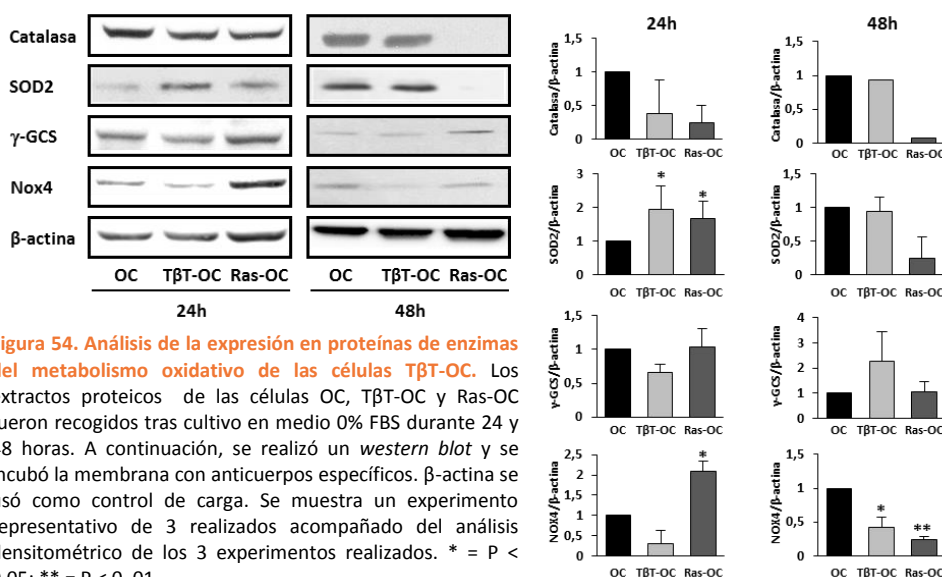 Catalasa
SOD2
γ-GCS
Nox4
β-actina
OC TβT-OC Ras-OC OC TβT-OC Ras-OC
24h 48h
igura 54. Análisis de la expresión en proteínas de enzimas
del metabolismo oxidativo de las células TβT-OC. Los
extractos proteicos de las células OC, TβT-OC y Ras-OC
fueron recogidos tras cultivo en medio 0% FBS durante 24 y
48 horas. A continuación, se realizó un western blot y se
incubó la membrana con anticuerpos específicos. β-actina se
usó como control de carga. Se muestra un experimento
representativo de 3 realizados acompañado del análisis
densitométrico de los 3 experimentos realizados. * = P <
0,05; ** = P < 0,01
24h
Catalasa/β-actina
1,5
1
0,5
0
OC TβT-OC Ras-OC
SOD2/β-actina
3
2
1
0
* *
OC TβT-OC Ras-OC
γ-GCS/β-actina
1,5
1
0,5
0
OC TβT-OC Ras-OC
NOX4/β-actina
2,5
2
1,5
1
0,5
0
*
OC TβT-OC Ras-OC
48h
Catalasa/β-actina
1,5
1
0,5
0
OC TβT-OC Ras-OC
SOD2/β-actina
1,5
1
0,5
0
OC TβT-OC Ras-OC
γ-GCS/β-actina
4
3
2
1
0
OC TβT-OC Ras-OC
NOX4/β-actina
1,5
1
0,5
0
* **
OC TβT-OC Ras-OC